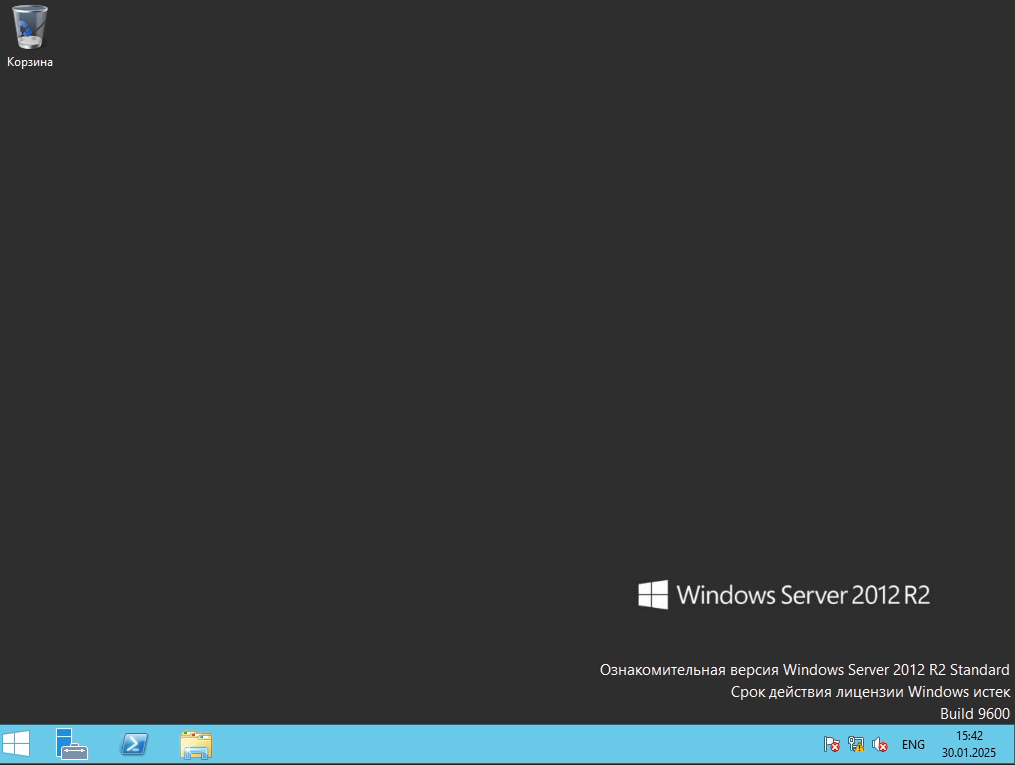 Корзина
Windows Server 2012 R2
Ознакомительная версия Windows Server 2012 R2 Standard
Срок действия лицензии Windows истек
Build 9600
ENG
15:42
30.01.2025